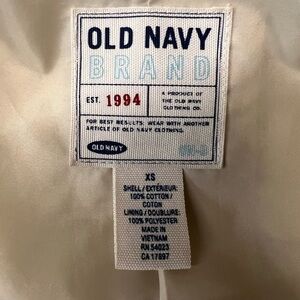 OLD NAVY
BRAND
EST. 1994
A PRODUCT OF
THE OLD NAVY
CLOTHING CO.
FOR BEST RESULTS, WEAR WITH ANOTHER
ARTICLE OF OLD NAVY CLOTHING.
OLD NAVY
XS
SHELL / EXTÉRIEUR:
100% COTTON /
COTON
LINING / DOUBLURE:
100% POLYESTER
MADE IN
VIETNAM
RN 54023
CA 17897